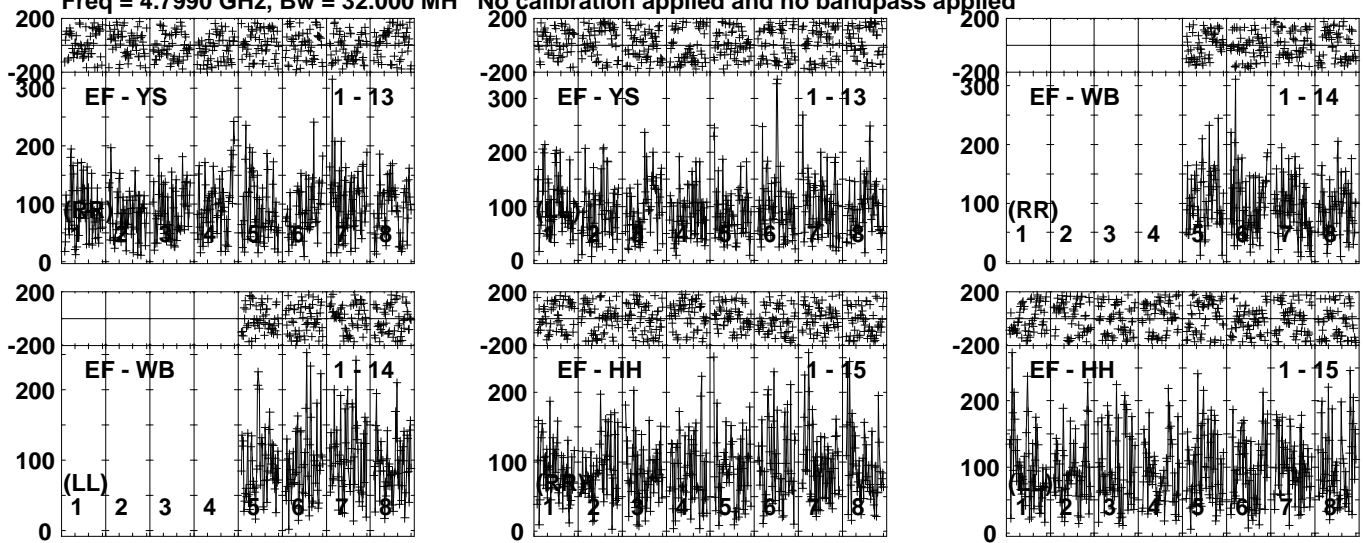 Freq = 4.7990 GHz, Bw = 32.000 MH No calibration applied and no bandpass applied
200
-200
300
200
100
0
EF - YS 1 - 13
(RR)
1 2 3 4 5 6 7 8
200
-200
300
200
100
0
EF - YS 1 - 13
(LL)
1 2 3 4 5 6 7 8
200
-200
300
200
100
0
EF - WB 1 - 14
(RR)
1 2 3 4 5 6 7 8
200
-200
200
100
0
EF - WB 1 - 14
(LL)
1 2 3 4 5 6 7 8
200
-200
200
100
0
EF - HH 1 - 15
(RR)
1 2 3 4 5 6 7 8
200
-200
200
100
0
EF - HH 1 - 15
(LL)
1 2 3 4 5 6 7 8